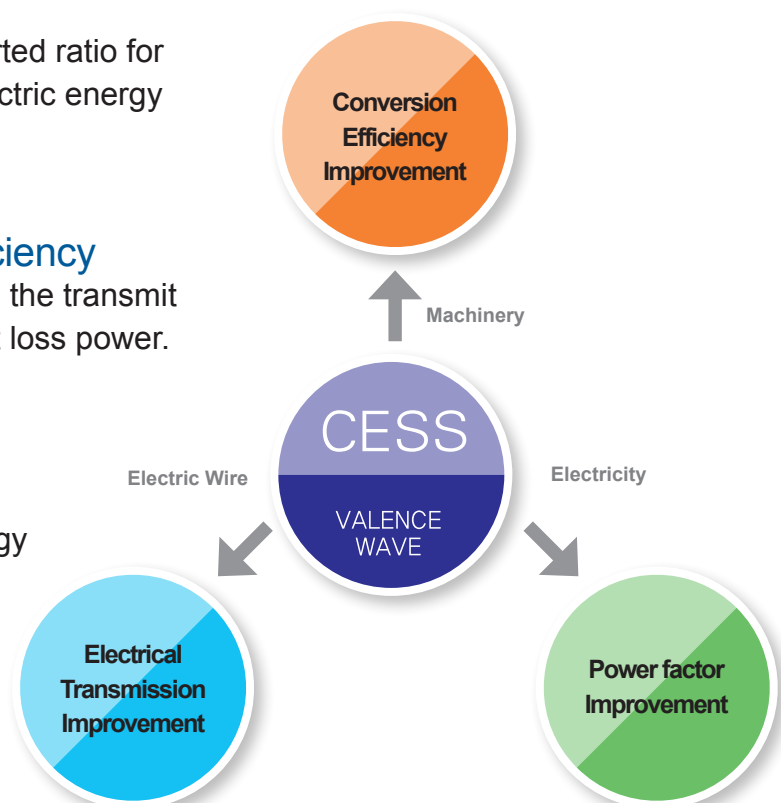 rted ratio for
ctric energy
ciency
the transmit
loss power.
gy
Conversion
Efficiency
Improvement
Machinery
CESS
VALENCE
WAVE
Electric Wire
Electricity
Electrical
Transmission
Improvement
Power factor
Improvement